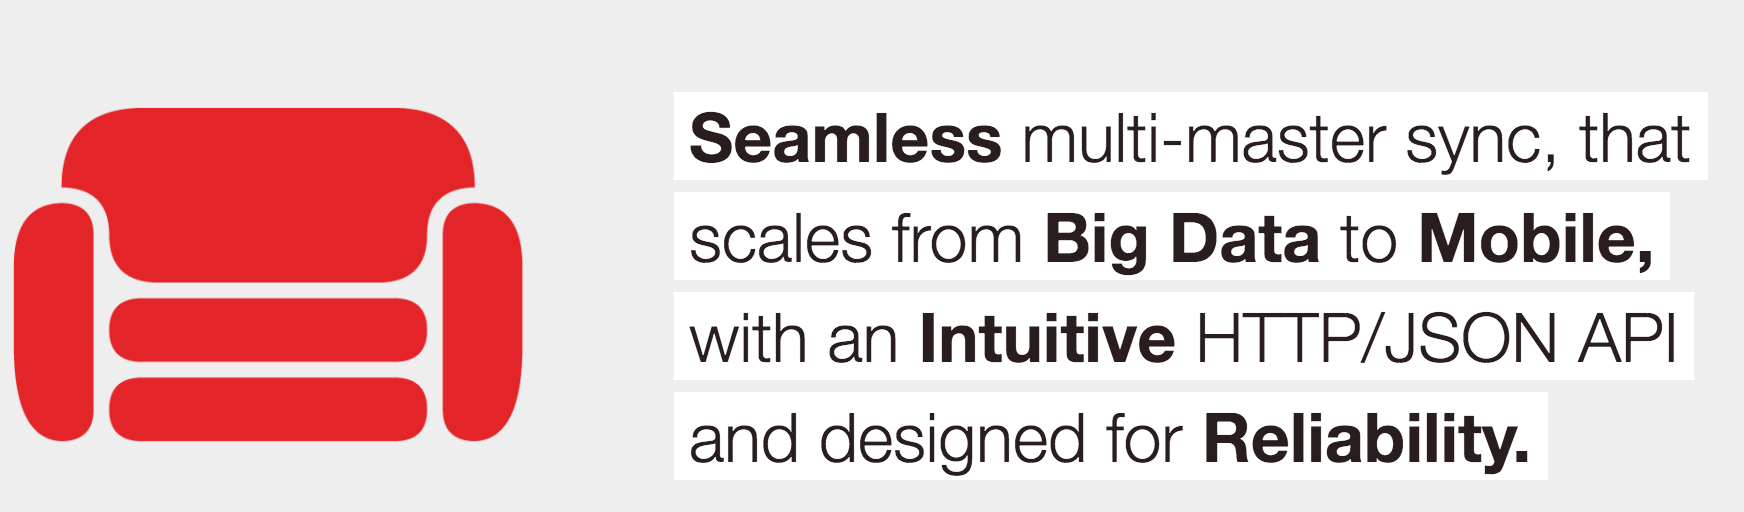 Seamless multi-master sync, that
scales from Big Data to Mobile,
with an Intuitive HTTP/JSON API
and designed for Reliability.